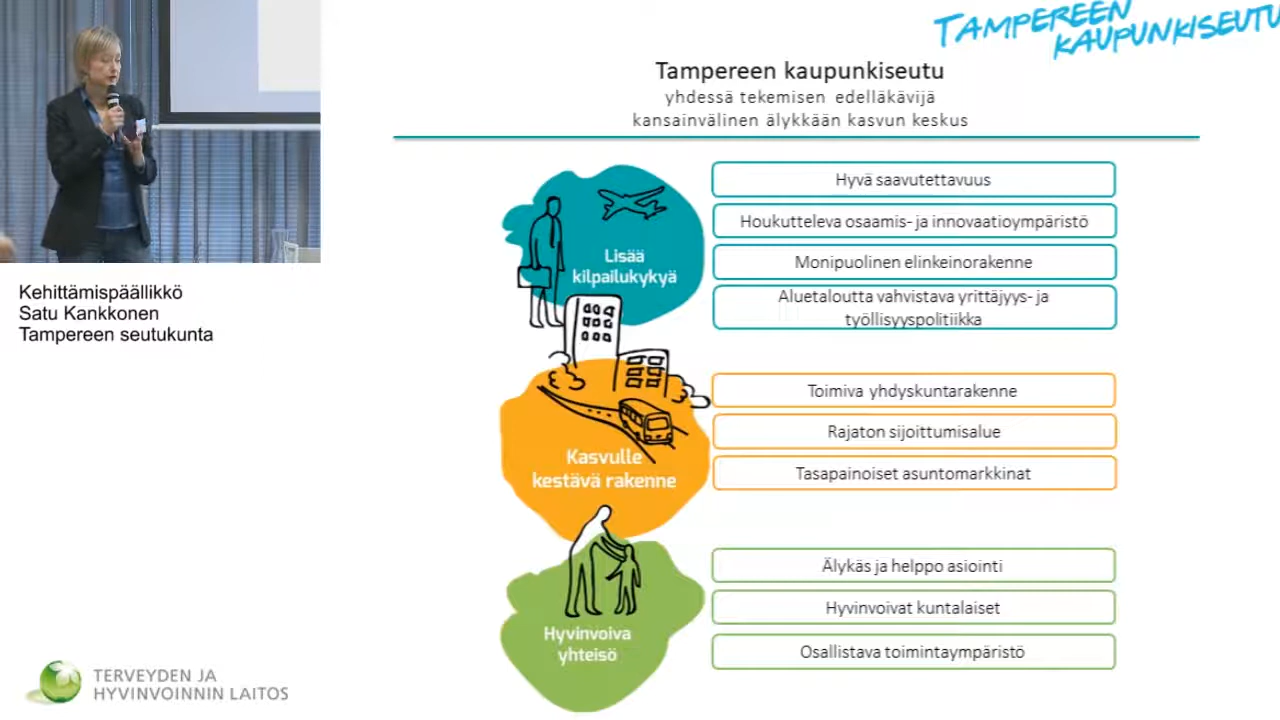 TAMPEREEN
KAUPUNKISEUTU
Tampereen kaupunkiseutu
yhdessä tekemisen edelläkävijä
kansainvälinen älykkään kasvun keskus
Lisää
kilpailukykyä
Hyvä saavutettavuus
Houkutteleva osaamis- ja innovaatioympäristö
Monipuolinen elinkeinorakenne
Aluetaloutta vahvistava yrittäjyys- ja
työllisyyspolitiikka
Kehittämispäällikkö
Satu Kankkonen
Tampereen seutukunta
Kasvulle
kestävä rakenne
Toimiva yhdyskuntarakenne
Rajaton sijoittumisalue
Tasapainoiset asuntomarkkinat
Hyvinvoiva
yhteisö
Älykäs ja helppo asiointi
Hyvinvoivat kuntalaiset
Osallistava toimintaympäristö
TERVEYDEN JA
HYVINVOINNIN LAITOS